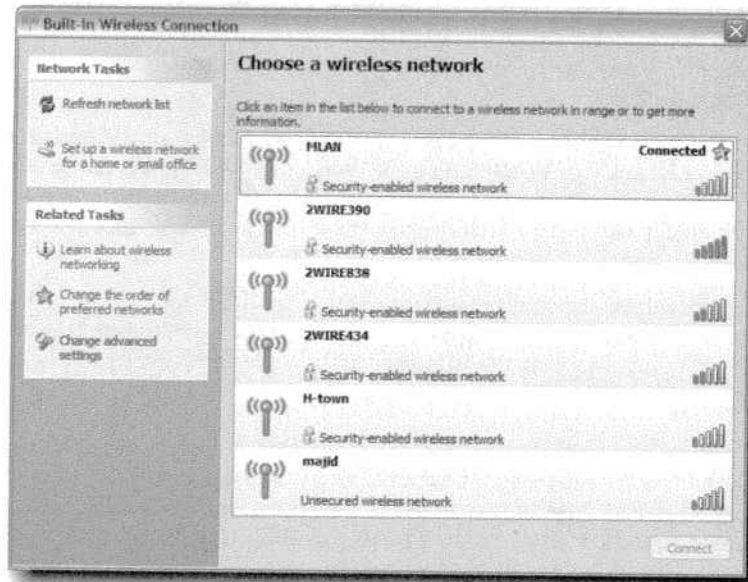 Built-in Wireless Connection
Network Tasks
Refresh network list
Set up a wireless network
for a home or small office
Related Tasks
Learn about wireless
networking
Change the order of
preferred networks
Change advanced
settings
Choose a wireless network
Click an item in the list below to connect to a wireless network in range or to get more
information.
MLAN
Connected
Security-enabled wireless network
2WIRE390
Security-enabled wireless network
2WIRE838
Security-enabled wireless network
2WIRE434
Security-enabled wireless network
H-town
Security-enabled wireless network
majid
Unsecured wireless network
Connect